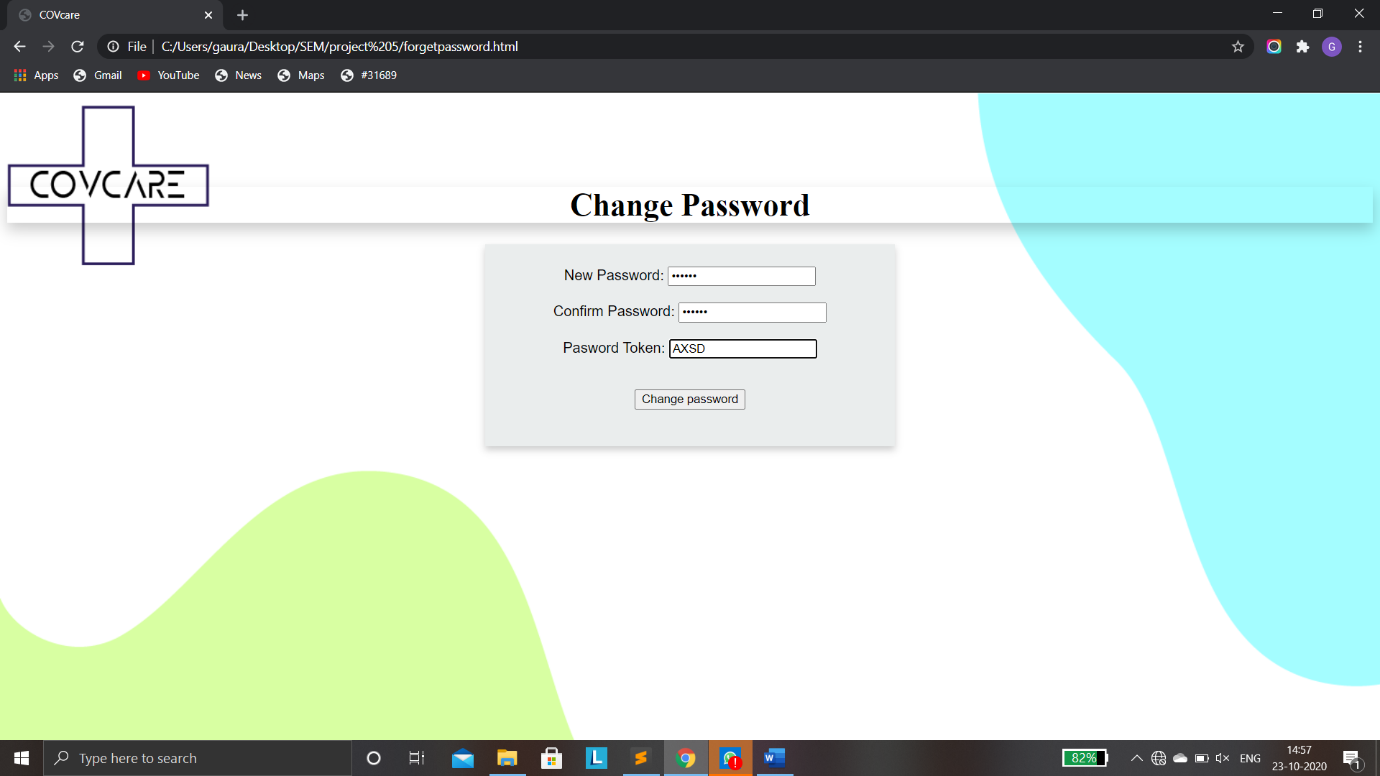 COVcare
File | C:/Users/gaura/Desktop/SEM/project%205/forgetpassword.html
G
Apps Gmail YouTube News Maps #31689
COVCARE
Change Password
New Password: ••••••
Confirm Password: ••••••
Pasword Token: AXSD
Change password
Type here to search
L
W
82%
ENG
14:57
23-10-2020
1